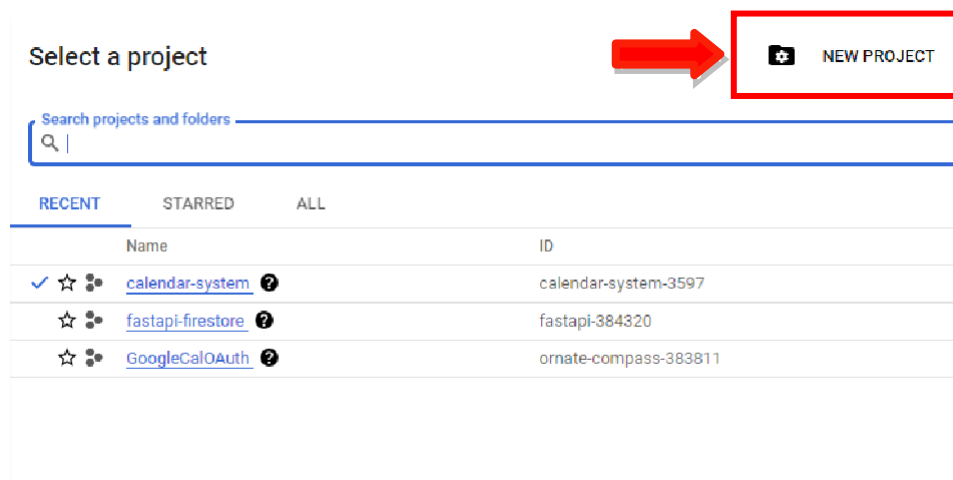 Select a project
NEW PROJECT
Search projects and folders
RECENT STARRED ALL
Name ID
calendar-system calendar-system-3597
fastapi-firestore fastapi-384320
GoogleCalOAuth ornate-compass-383811